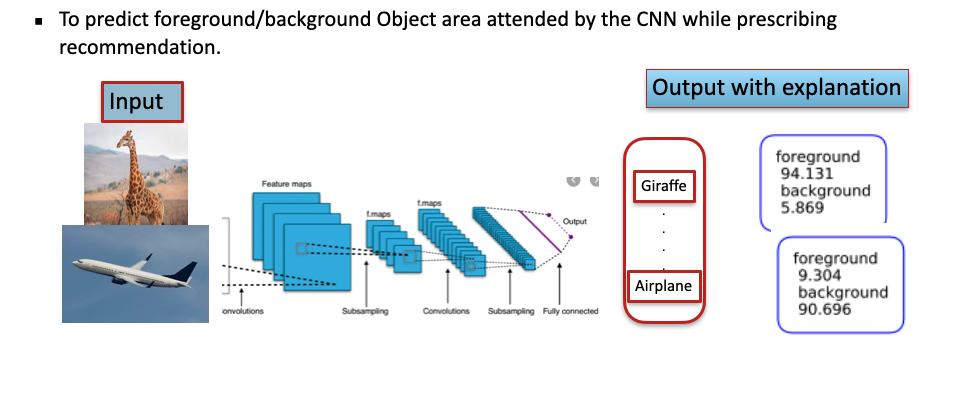 To predict foreground/background Object area attended by the CNN while prescribing
recommendation.
Input
Output with explanation
Feature maps
f.maps
f.maps
Output
onvolutions
Subsampling
Convolutions
Subsampling
Fully connected
Giraffe
Airplane
foreground
94.131
background
5.869
foreground
9.304
background
90.696